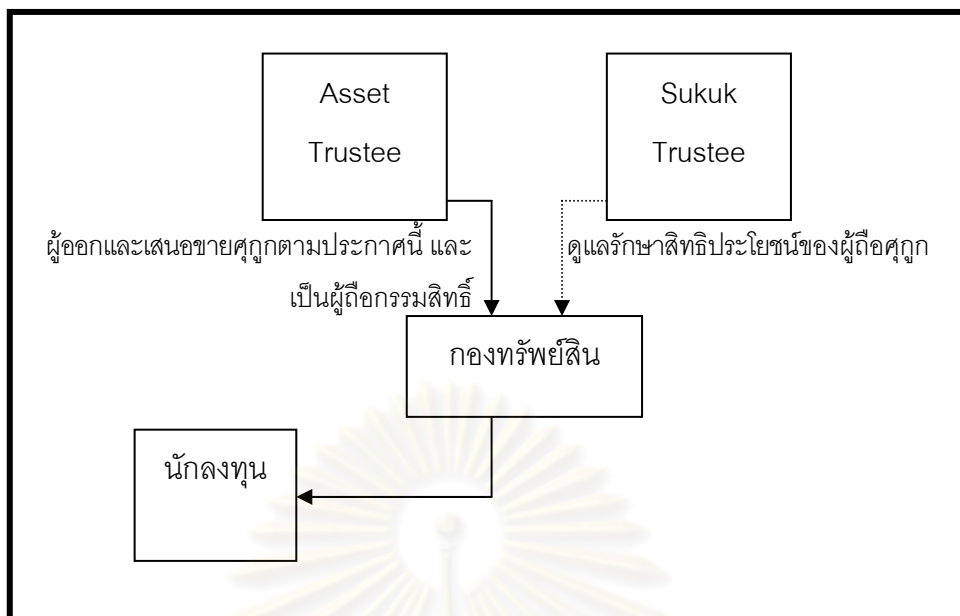 Asset
Trustee
Sukuk
Trustee
ผู้ออกและเสนอขายศุกูกตามประกาศนี้ และ
เป็นผู้ถือกรรมสิทธิ์
ดูแลรักษาสิทธิประโยชน์ของผู้ถือศุกูก
กองทรัพย์สิน
นักลงทุน